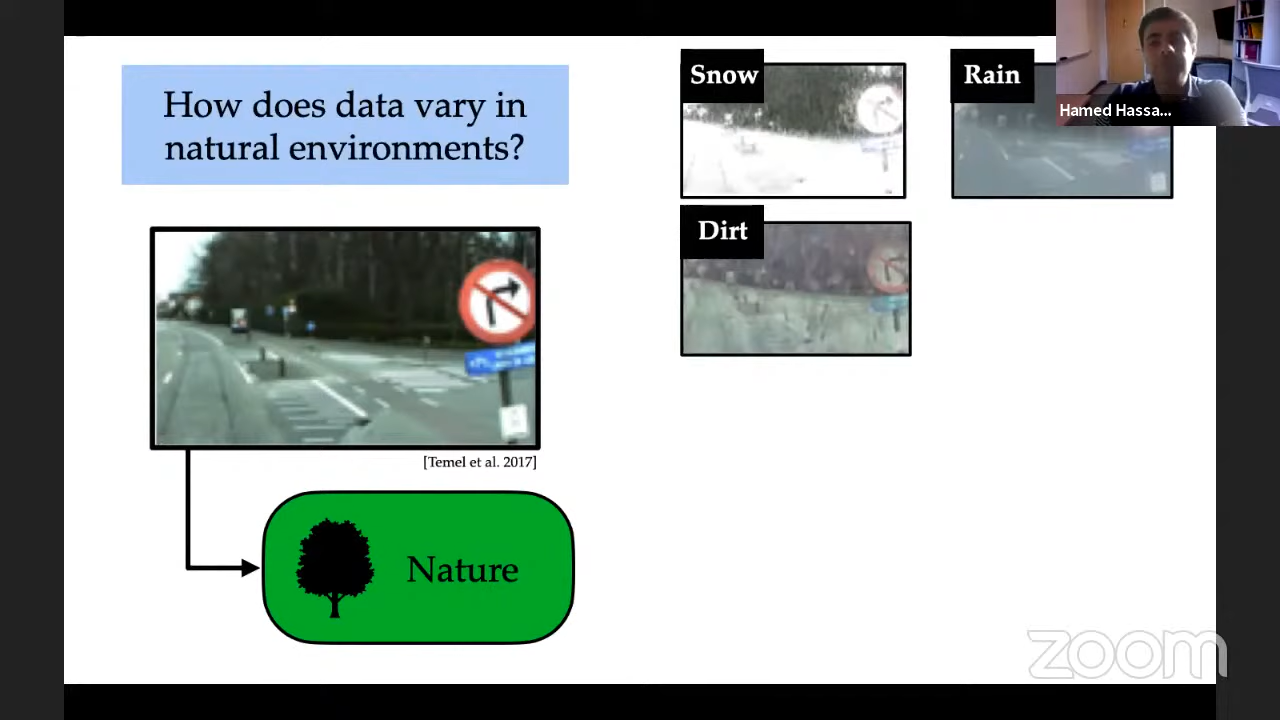 How does data vary in
natural environments?
[Temel et al. 2017]
Nature
Snow
Rain
Dirt
Hamed Hassa...
zoom